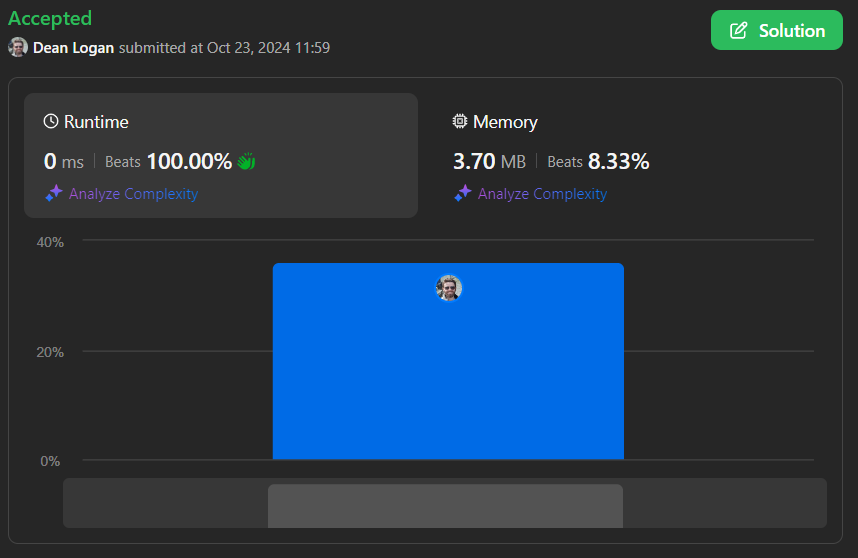 Accepted
Dean Logan submitted at Oct 23, 2024 11:59
Solution
Runtime
0 ms Beats 100.00%
Analyze Complexity
Memory
3.70 MB Beats 8.33%
Analyze Complexity
40%
20%
0%